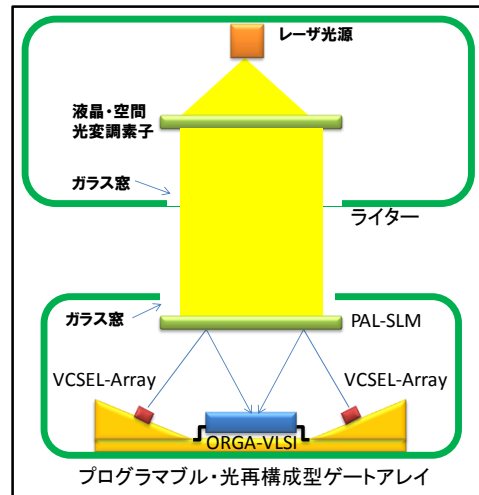 レーザ光源
液晶・空間
光変調素子
ガラス窓
ライター
ガラス窓
PAL-SLM
VCSEL-Array
VCSEL-Array
ORGA-VLSI
プログラマブル・光再構成型ゲートアレイ